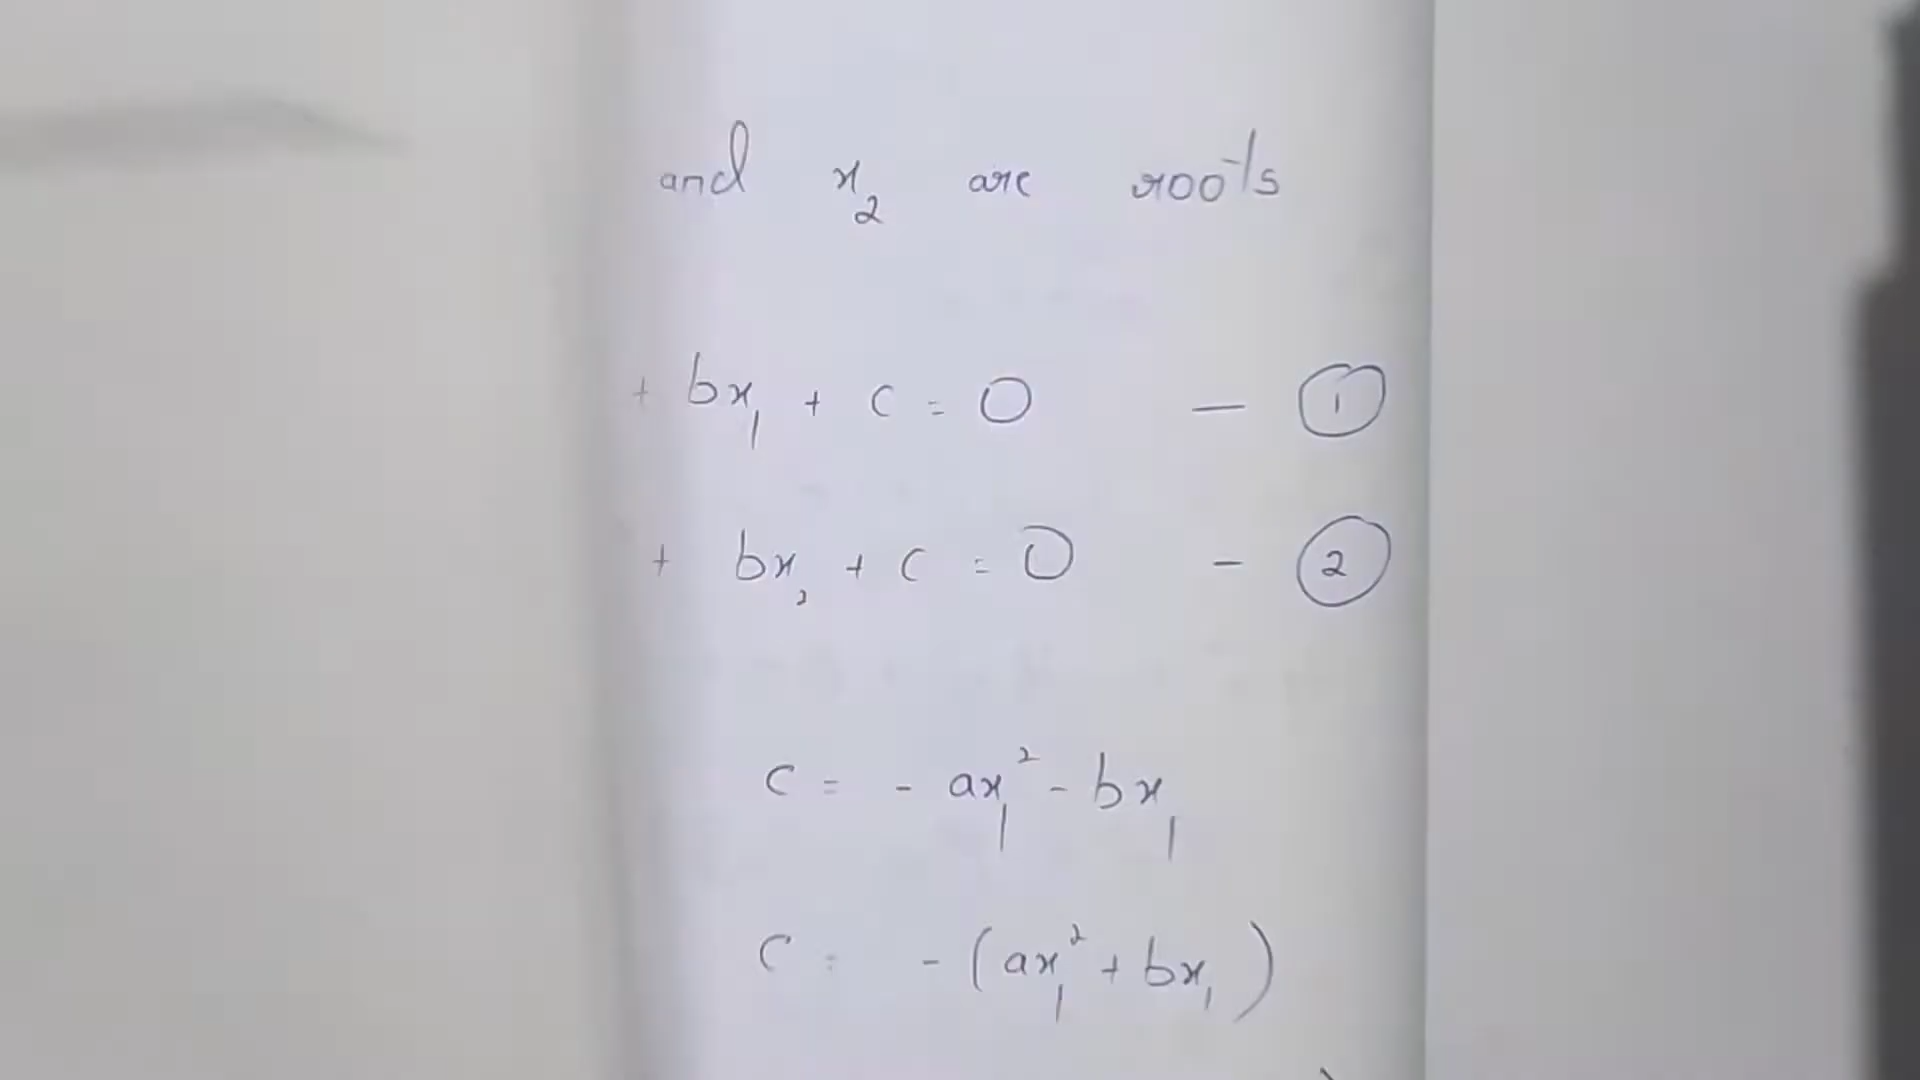 and x₂ are roots
+ bx₁ + c = 0 — ①
+ bx₂ + c = 0 - ②
c = - ax₁² - bx₁
c = - (ax₁² + bx₁)